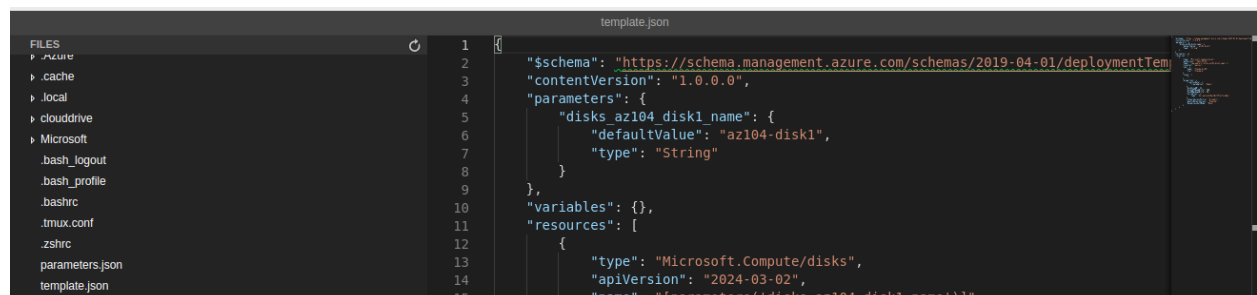 template.json
FILES
.Azure
.cache
.local
clouddrive
Microsoft
.bash_logout
.bash_profile
.bashrc
.tmux.conf
.zshrc
parameters.json
template.json
1 {
2 "$schema": "https://schema.management.azure.com/schemas/2019-04-01/deploymentTem
3 "contentVersion": "1.0.0.0",
4 "parameters": {
5 "disks_az104_disk1_name": {
6 "defaultValue": "az104-disk1",
7 "type": "String"
8 }
9 },
10 "variables": {},
11 "resources": [
12 {
13 "type": "Microsoft.Compute/disks",
14 "apiVersion": "2024-03-02",